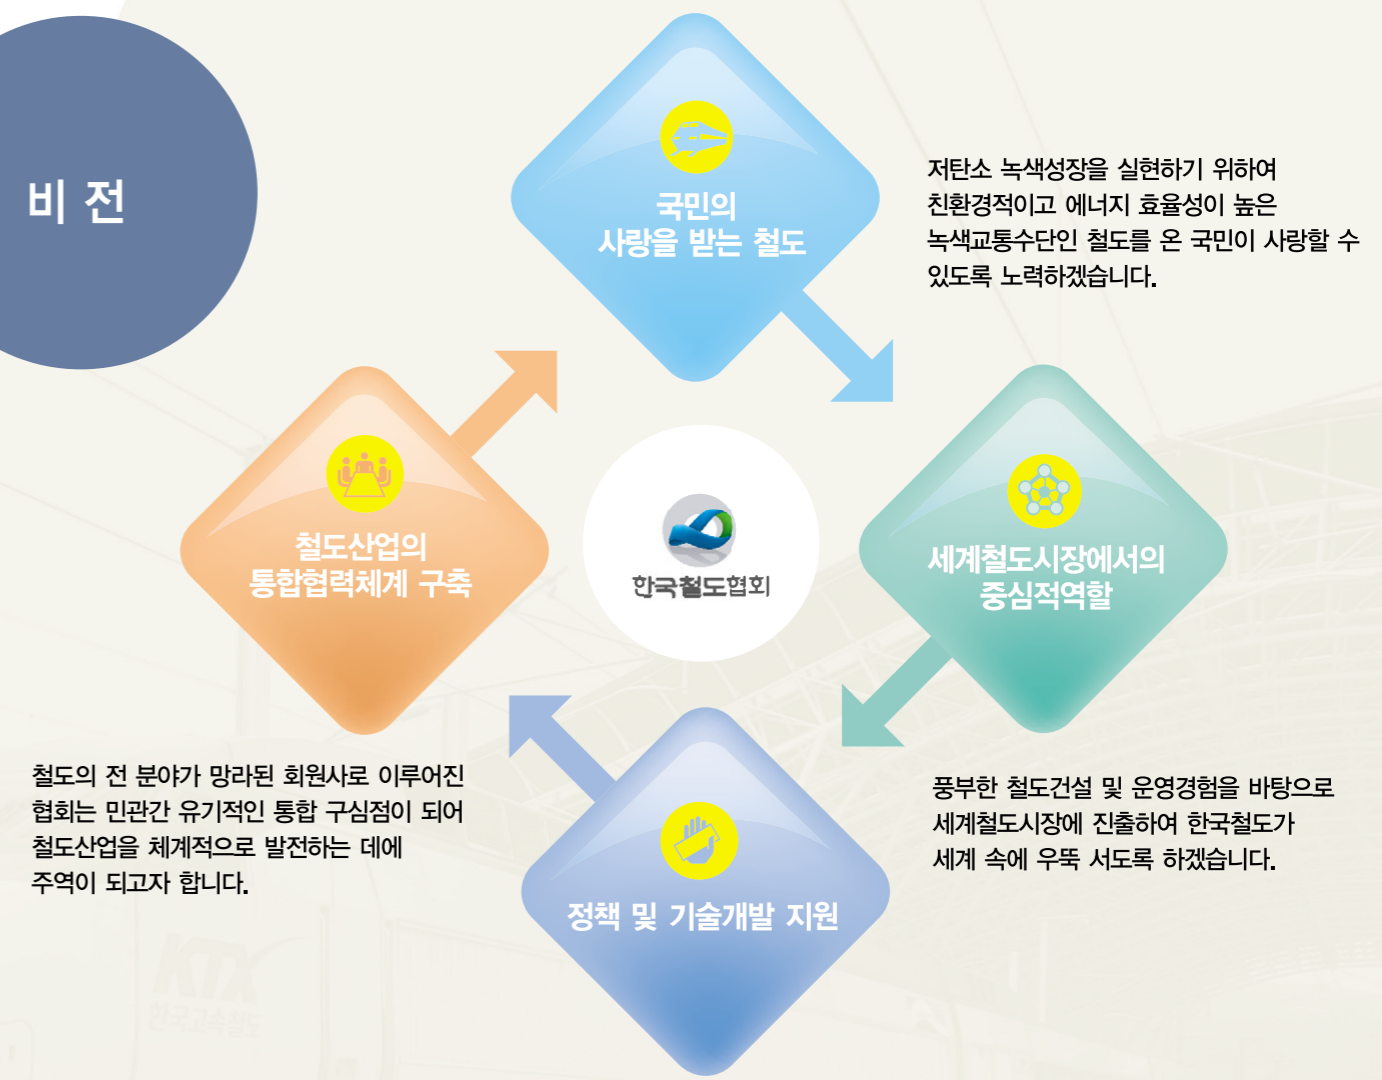 비 전
국민의
사랑을 받는 철도
저탄소 녹색성장을 실현하기 위하여
친환경적이고 에너지 효율성이 높은
녹색교통수단인 철도를 온 국민이 사랑할 수
있도록 노력하겠습니다.
철도산업의
통합협력체계 구축
한국철도협회
세계철도시장에서의
중심적역할
철도의 전 분야가 망라된 회원사로 이루어진
협회는 민관간 유기적인 통합 구심점이 되어
철도산업을 체계적으로 발전하는 데에
주역이 되고자 합니다.
풍부한 철도건설 및 운영경험을 바탕으로
세계철도시장에 진출하여 한국철도가
세계 속에 우뚝 서도록 하겠습니다.
정책 및 기술개발 지원
KTX
한국고속철도